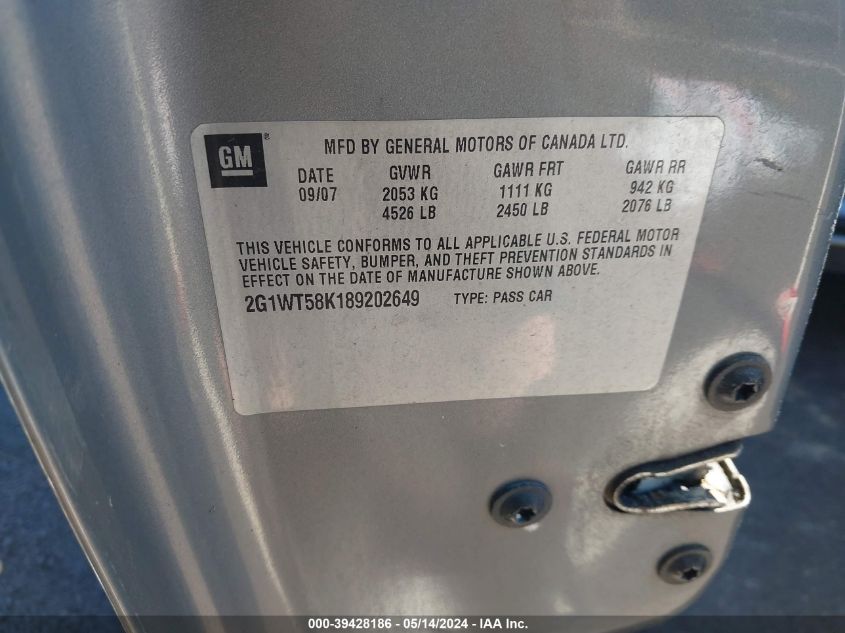 GM®
MFD BY GENERAL MOTORS OF CANADA LTD.
DATE GVWR GAWR FRT GAWR RR
09/07 2053 KG 1111 KG 942 KG
4526 LB 2450 LB 2076 LB
THIS VEHICLE CONFORMS TO ALL APPLICABLE U.S. FEDERAL MOTOR
VEHICLE SAFETY, BUMPER, AND THEFT PREVENTION STANDARDS IN
EFFECT ON THE DATE OF MANUFACTURE SHOWN ABOVE.
2G1WT58K189202649 TYPE: PASS CAR
000-39428186 - 05/14/2024 - IAA Inc.